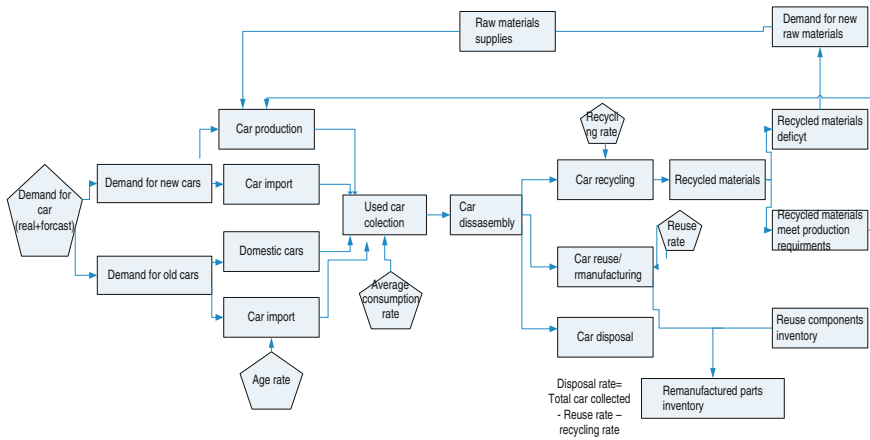 Raw materials
supplies
Demand for new
raw materials
Car production
Recycli
ng rate
Recycled materials
deficyt
Demand for
car
(real+forcast)
Demand for new cars
Car import
Car recycling
Recycled materials
Used car
colection
Car
dissasembly
Reuse
rate
Recycled materials
meet production
requirments
Domestic cars
Demand for old cars
Car reuse/
rmanufacturing
Average
consumption
rate
Car import
Reuse components
inventory
Car disposal
Age rate
Disposal rate=
Total car collected
- Reuse rate –
recycling rate
Remanufactured parts
inventory